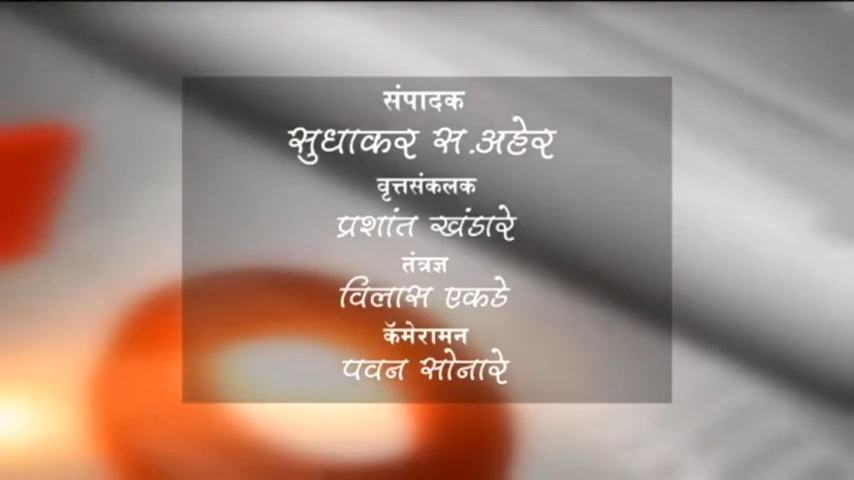 संपादक
सुधाकर स.अहेर
वृत्तसंकलक
प्रशांत खंडारे
तंत्रज्ञ
विलास एकडे
कॅमेरामन
पवन सोनारे